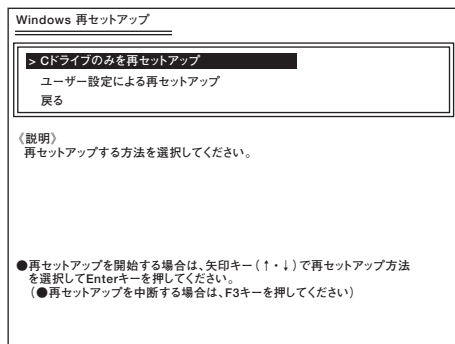 Windows 再セットアップ
> Cドライブのみを再セットアップ
ユーザー設定による再セットアップ
戻る
《説明》
再セットアップする方法を選択してください。
●再セットアップを開始する場合は、矢印キー(↑・↓)で再セットアップ方法
を選択してEnterキーを押してください。
(●再セットアップを中断する場合は、F3キーを押してください)